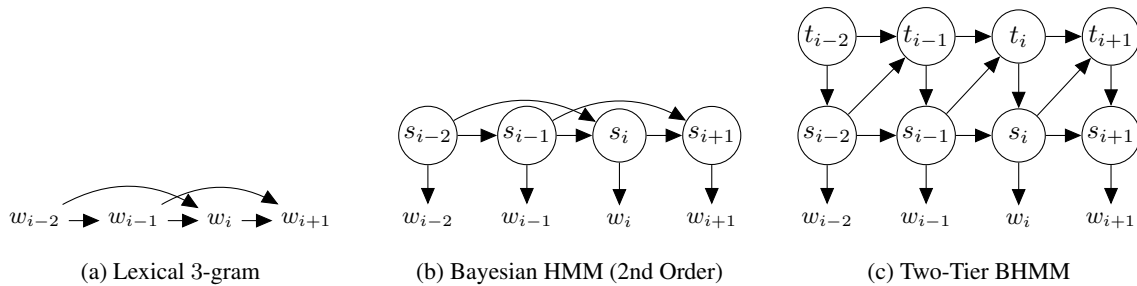 t_{i−2} t_{i−1} t_i t_{i+1}
s_{i−2} s_{i−1} s_i s_{i+1} s_{i−2} s_{i−1} s_i s_{i+1}
w_{i−2} w_{i−1} w_i w_{i+1} w_{i−2} w_{i−1} w_i w_{i+1} w_{i−2} w_{i−1} w_i w_{i+1}
(a) Lexical 3-gram (b) Bayesian HMM (2nd Order) (c) Two-Tier BHMM